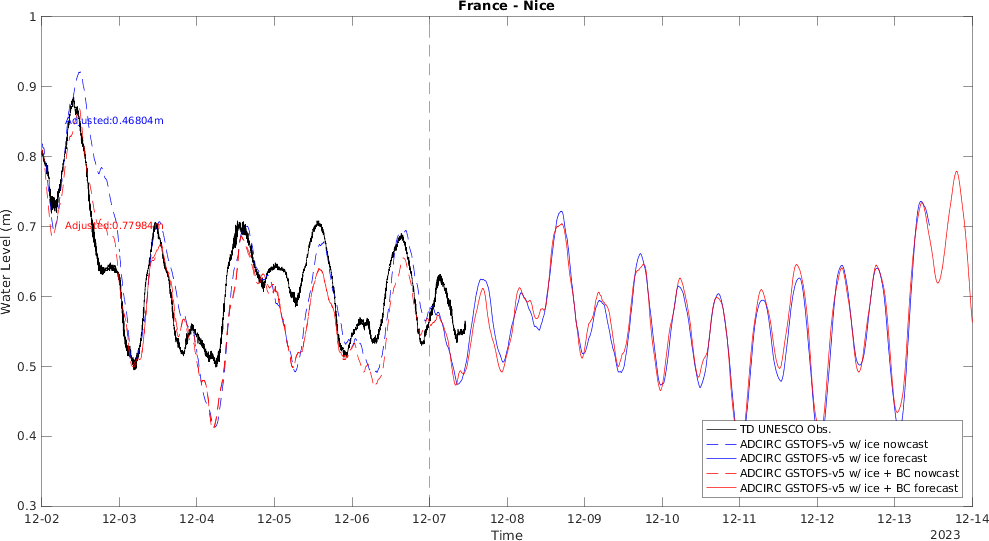 France - Nice
1
0.9
0.8
0.7
0.6
0.5
0.4
0.3
Water Level (m)
Adjusted:0.46804m
Adjusted:0.77984m
TD UNESCO Obs.
ADCIRC GSTOFS-v5 w/ ice nowcast
ADCIRC GSTOFS-v5 w/ ice forecast
ADCIRC GSTOFS-v5 w/ ice + BC nowcast
ADCIRC GSTOFS-v5 w/ ice + BC forecast
12-02 12-03 12-04 12-05 12-06 12-07 12-08 12-09 12-10 12-11 12-12 12-13 12-14
Time
2023